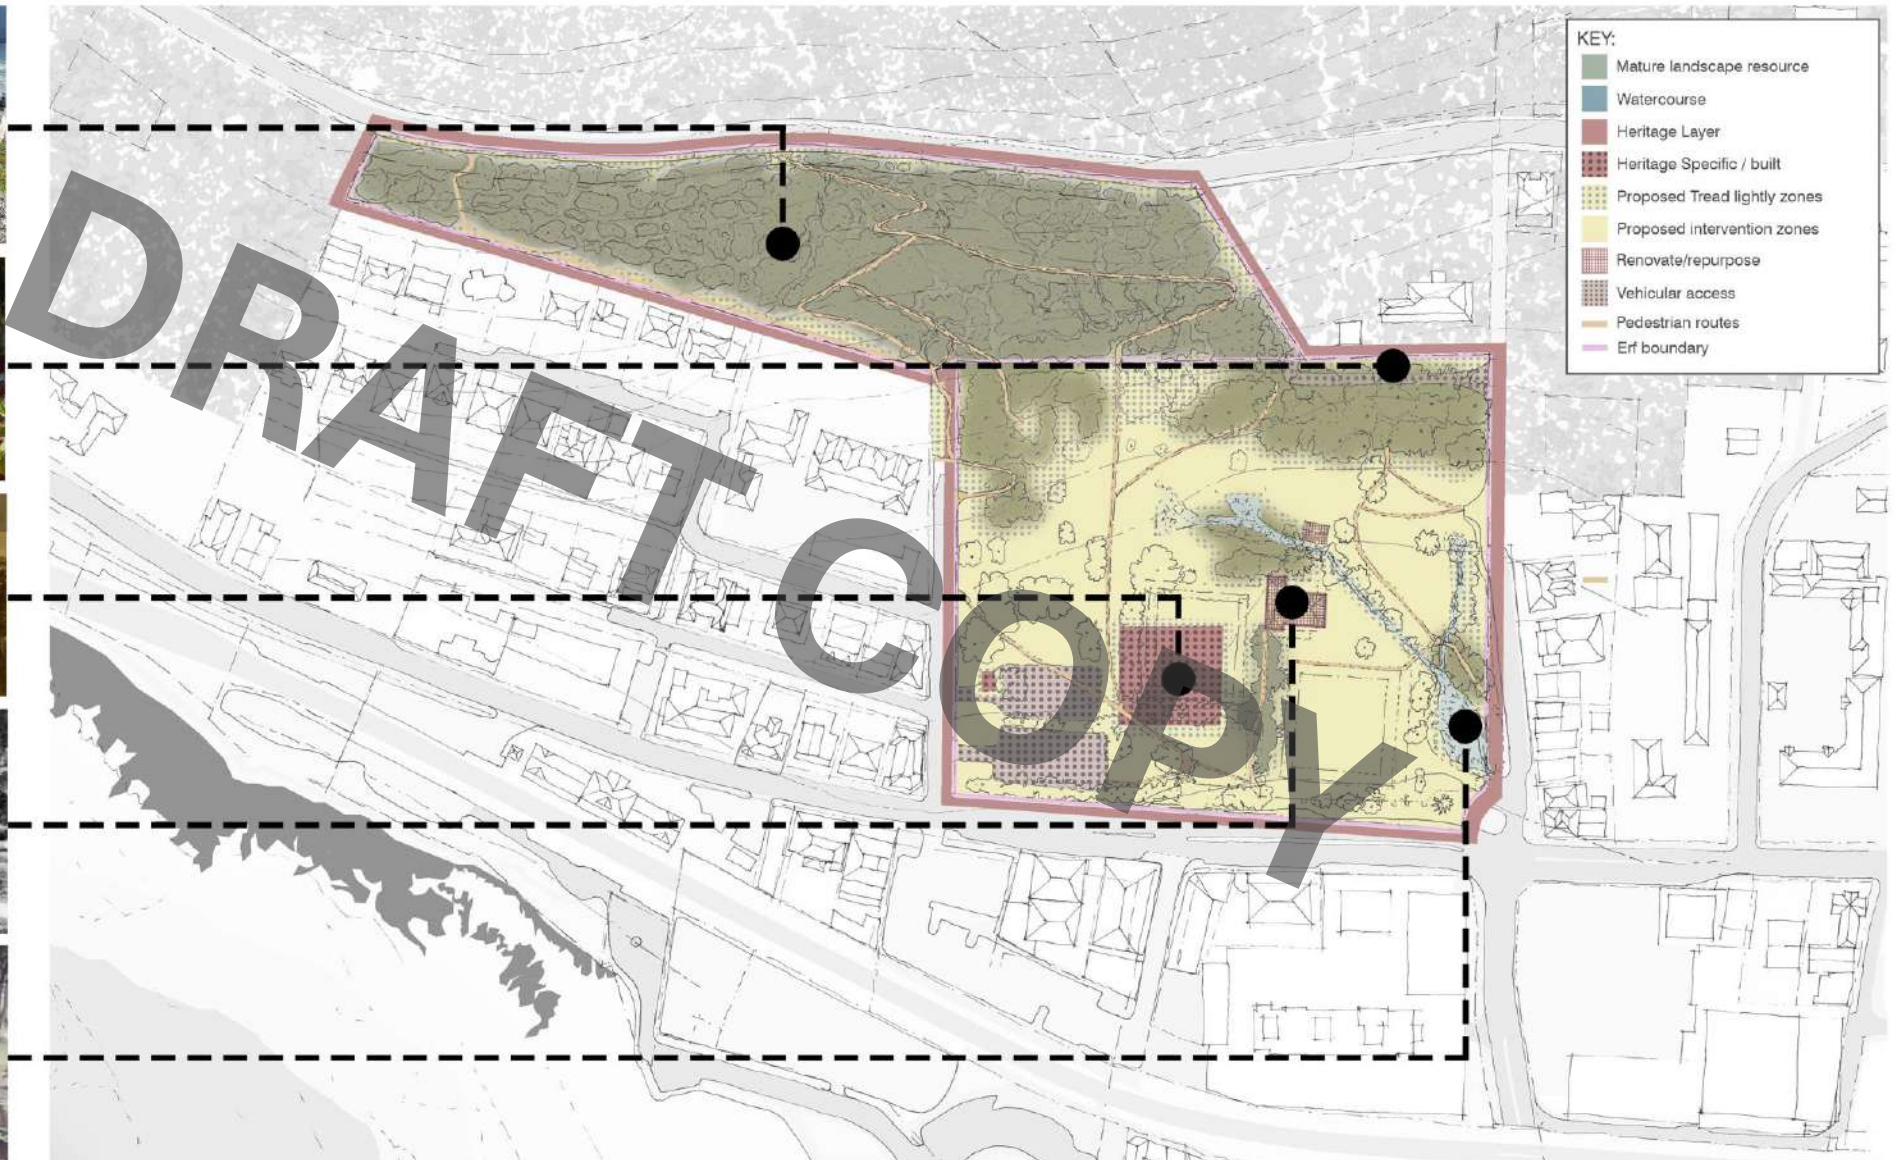 KEY:
Mature landscape resource
Watercourse
Heritage Layer
Heritage Specific / built
Proposed Tread lightly zones
Proposed intervention zones
Renovate/repurpose
Vehicular access
Pedestrian routes
Erf boundary
DRAFT COPY